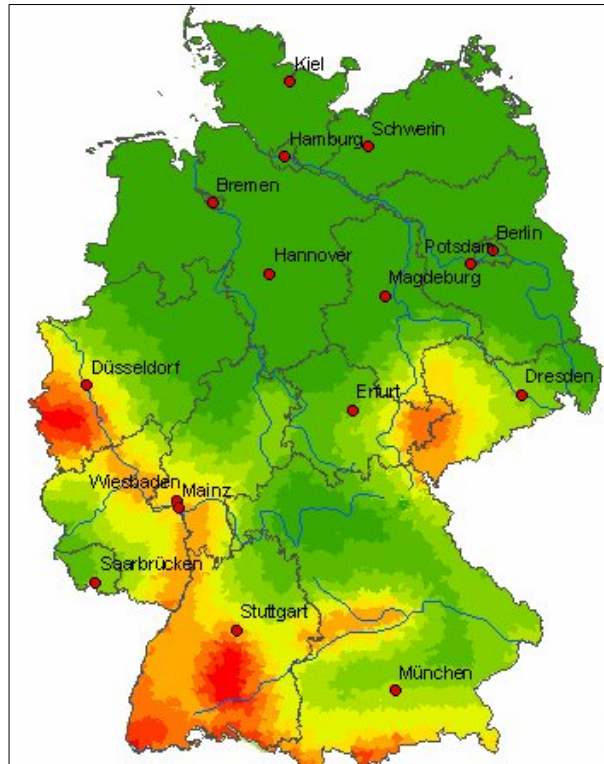 Kiel
Schwerin
Hamburg
Bremen
Berlin
Potsdam
Hannover
Magdeburg
Düsseldorf
Dresden
Erfurt
Wiesbaden
Mainz
Saarbrücken
Stuttgart
München